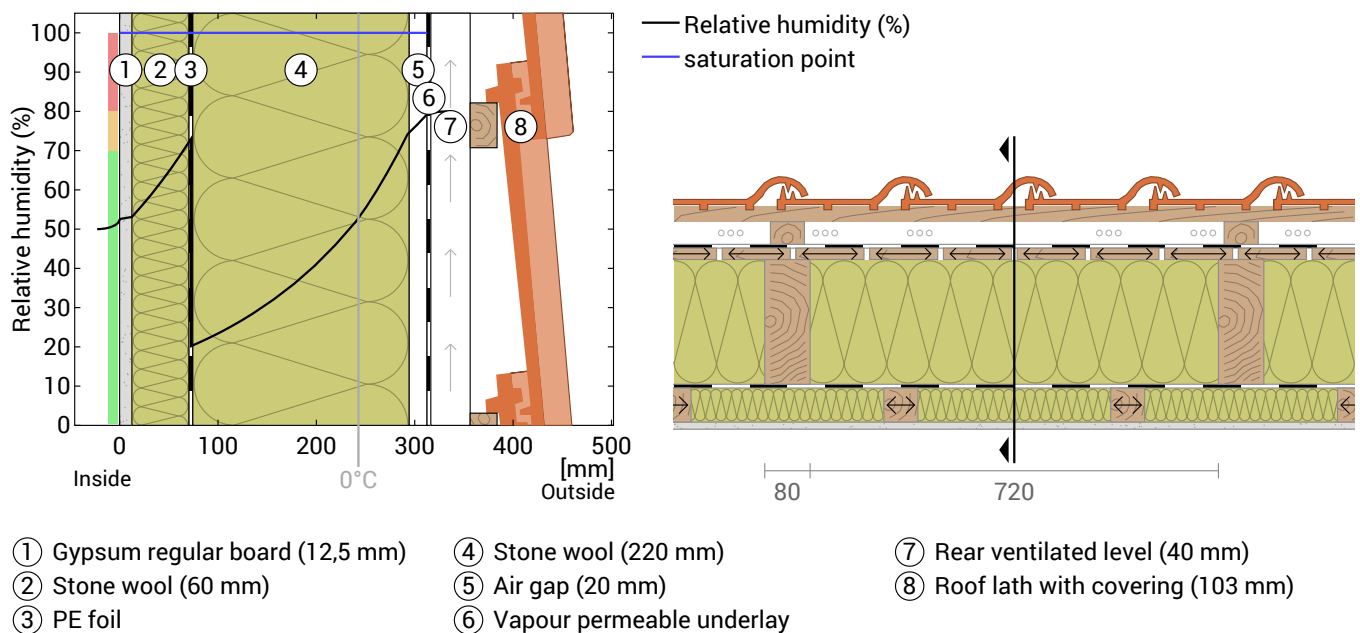 Relative humidity (%)
saturation point
Relative humidity (%)
100
90
80
70
60
50
40
30
20
10
0
1 2 3 4 5
6
7 8
0 100 200 300 400 500
[mm]
Inside 0°C Outside
80 720
1 Gypsum regular board (12,5 mm)
2 Stone wool (60 mm)
3 PE foil
4 Stone wool (220 mm)
5 Air gap (20 mm)
6 Vapour permeable underlay
7 Rear ventilated level (40 mm)
8 Roof lath with covering (103 mm)